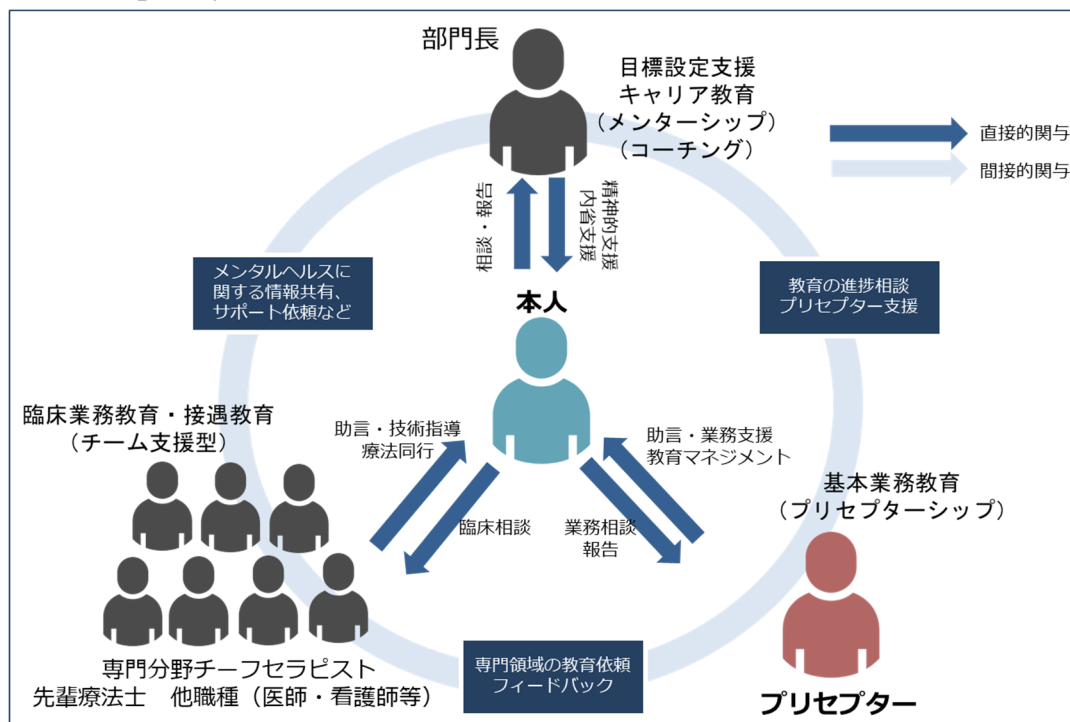 部門長
目標設定支援
キャリア教育
（メンターシップ）
（コーチング）
直接的関与
間接的関与
相談・報告
精神的支援
内省支援
メンタルヘルスに
関する情報共有、
サポート依頼など
教育の進捗相談
プリセプター支援
本人
臨床業務教育・接遇教育
（チーム支援型）
助言・技術指導
療法同行
助言・業務支援
教育マネジメント
臨床相談
業務相談
報告
基本業務教育
（プリセプターシップ）
専門分野チーフセラピスト
先輩療法士　他職種（医師・看護師等）
専門領域の教育依頼
フィードバック
プリセプター